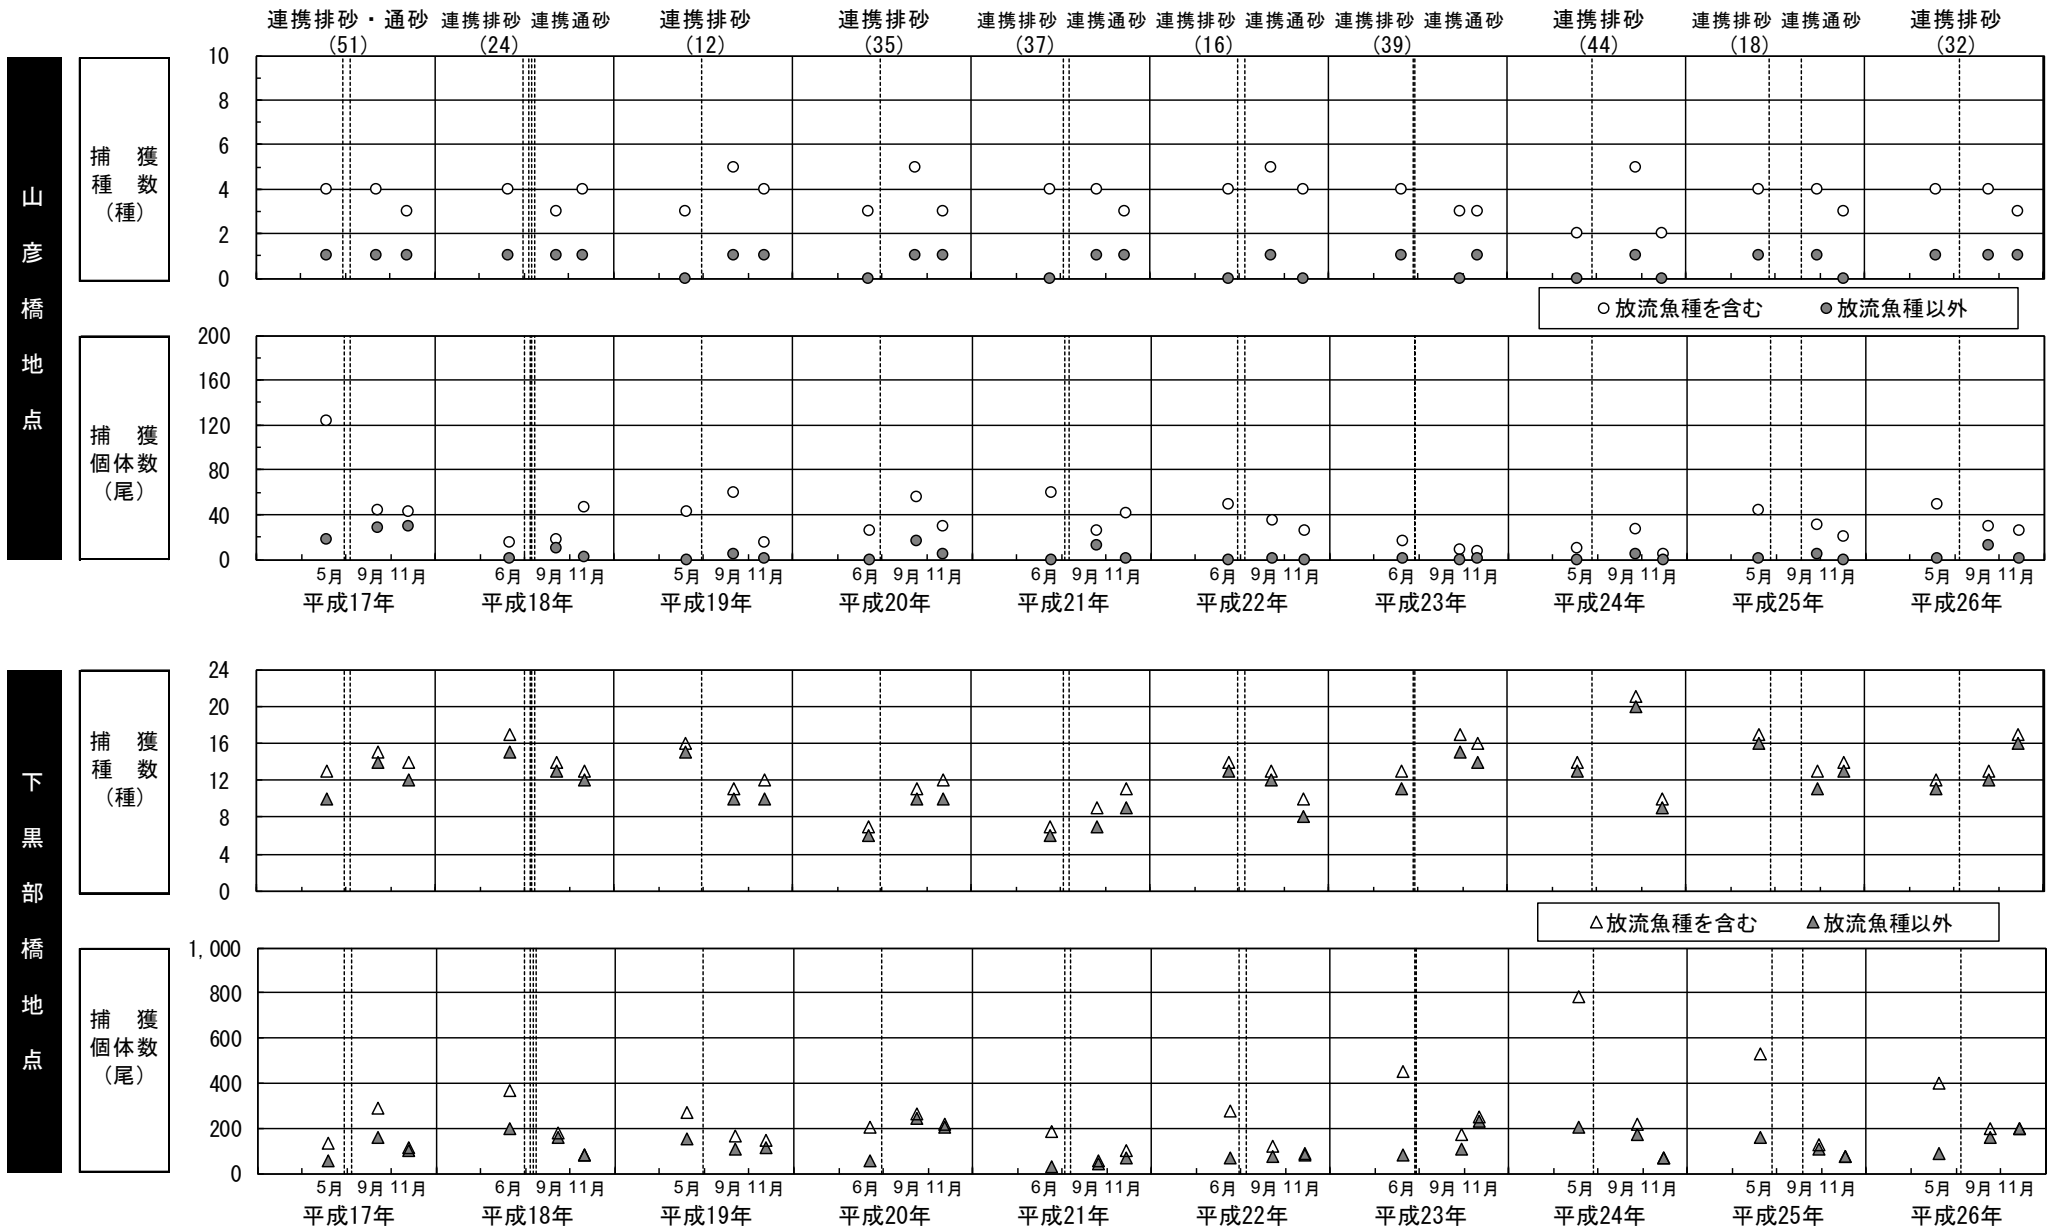 連携排砂・通砂 連携排砂 連携通砂 連携排砂 連携排砂 連携排砂 連携通砂 連携排砂 連携通砂 連携排砂 連携通砂 連携排砂 連携排砂 連携通砂 連携排砂
(51) (24) (12) (35) (37) (16) (39) (44) (18) (32)
山彦橋地点
捕獲
種数
(種)
10
8
6
4
2
0
○放流魚種を含む ●放流魚種以外
捕獲
個体数
(尾)
200
160
120
80
40
0
5月 9月 11月 6月 9月 11月 5月 9月 11月 6月 9月 11月 6月 9月 11月 6月 9月 11月 6月 9月 11月 5月 9月 11月 5月 9月 11月 5月 9月 11月
平成17年 平成18年 平成19年 平成20年 平成21年 平成22年 平成23年 平成24年 平成25年 平成26年
下黒部橋地点
捕獲
種数
(種)
24
20
16
12
8
4
0
△放流魚種を含む ▲放流魚種以外
捕獲
個体数
(尾)
1,000
800
600
400
200
0
5月 9月 11月 6月 9月 11月 5月 9月 11月 6月 9月 11月 6月 9月 11月 6月 9月 11月 6月 9月 11月 5月 9月 11月 5月 9月 11月 5月 9月 11月
平成17年 平成18年 平成19年 平成20年 平成21年 平成22年 平成23年 平成24年 平成25年 平成26年